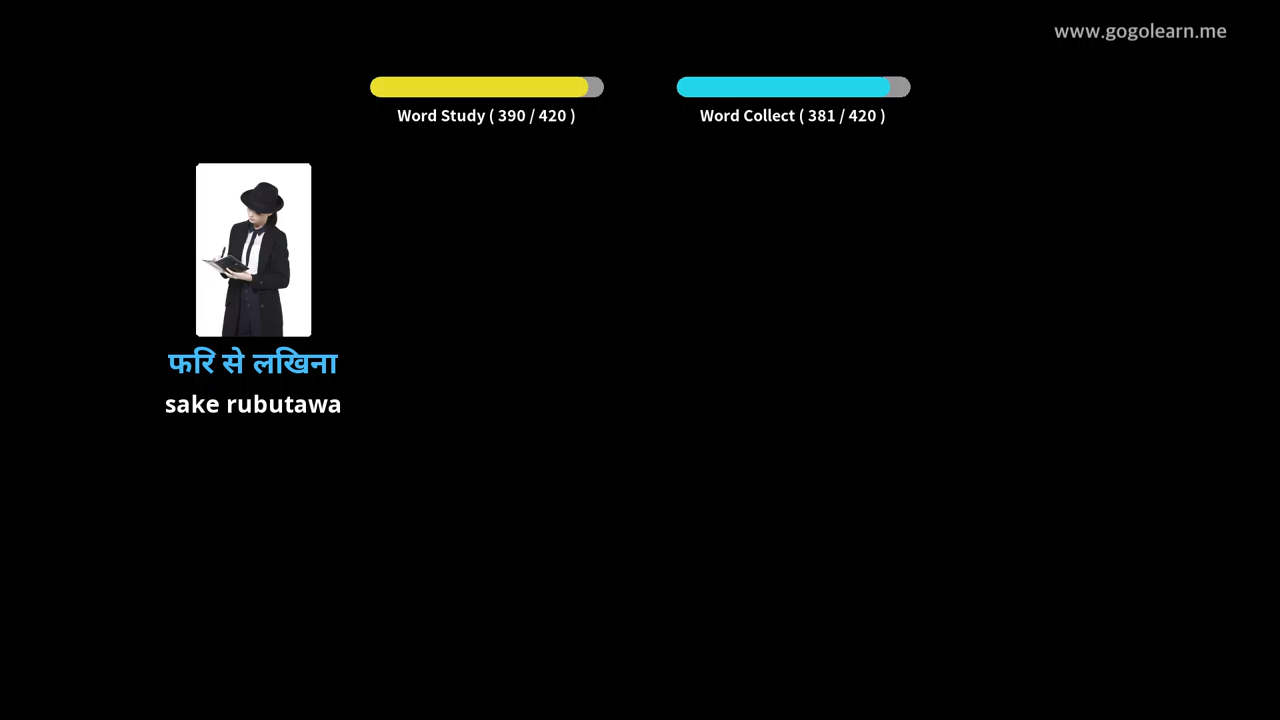 www.gogolearn.me
Word Study ( 390 / 420 )
Word Collect ( 381 / 420 )
फरि से लखिना
sake rubutawa